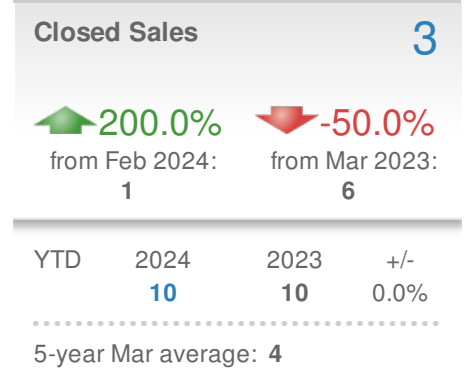 Closed Sales 3
200.0% -50.0%
from Feb 2024: from Mar 2023:
1 6
YTD 2024 2023 +/-
10 10 0.0%
5-year Mar average: 4